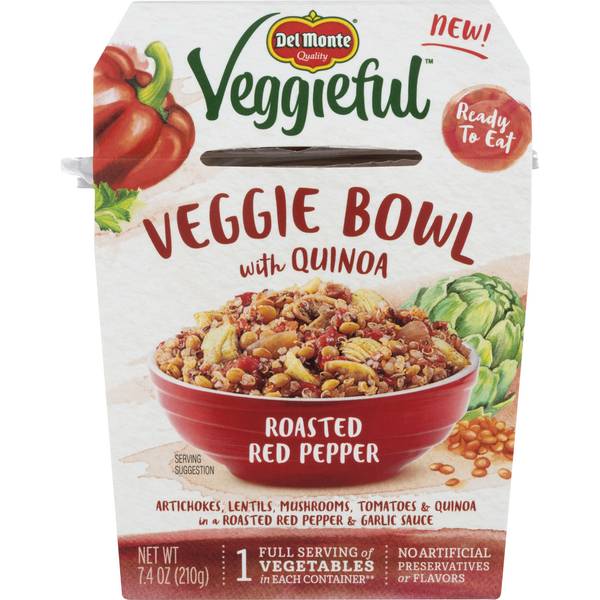 Del Monte
Quality
NEW!
Veggieful™
Ready
To Eat
VEGGIE BOWL
with QUINOA
ROASTED
RED PEPPER
SERVING
SUGGESTION
ARTICHOKES, LENTILS, MUSHROOMS, TOMATOES & QUINOA
in a ROASTED RED PEPPER & GARLIC SAUCE
NET WT
7.4 OZ (210g)
1 FULL SERVING of
VEGETABLES
in EACH CONTAINER**
NO ARTIFICIAL
PRESERVATIVES
or FLAVORS